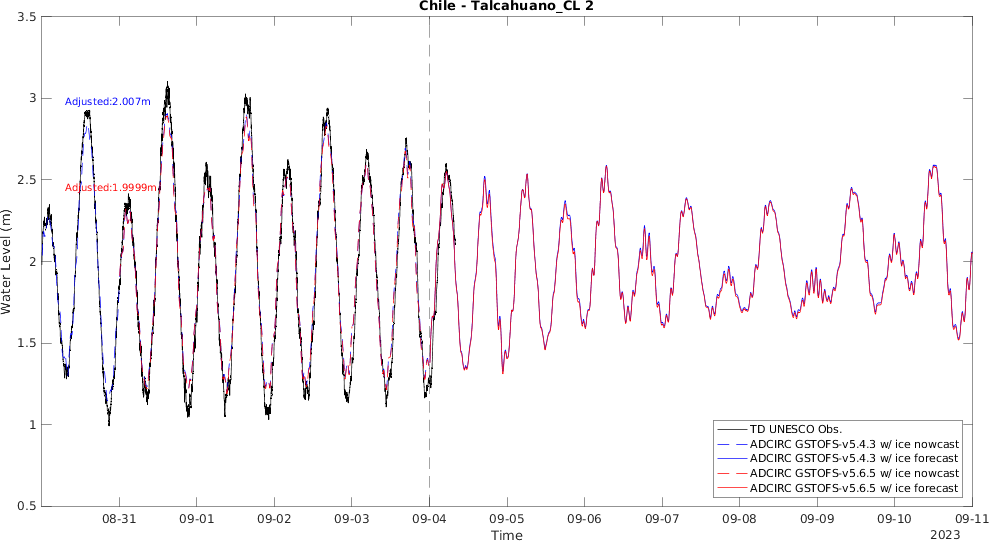 Chile - Talcahuano_CL 2
3.5
3
2.5
2
1.5
1
0.5
Water Level (m)
Adjusted:2.007m
Adjusted:1.9999m
TD UNESCO Obs.
ADCIRC GSTOFS-v5.4.3 w/ ice nowcast
ADCIRC GSTOFS-v5.4.3 w/ ice forecast
ADCIRC GSTOFS-v5.6.5 w/ ice nowcast
ADCIRC GSTOFS-v5.6.5 w/ ice forecast
08-31 09-01 09-02 09-03 09-04 09-05 09-06 09-07 09-08 09-09 09-10 09-11
Time
2023